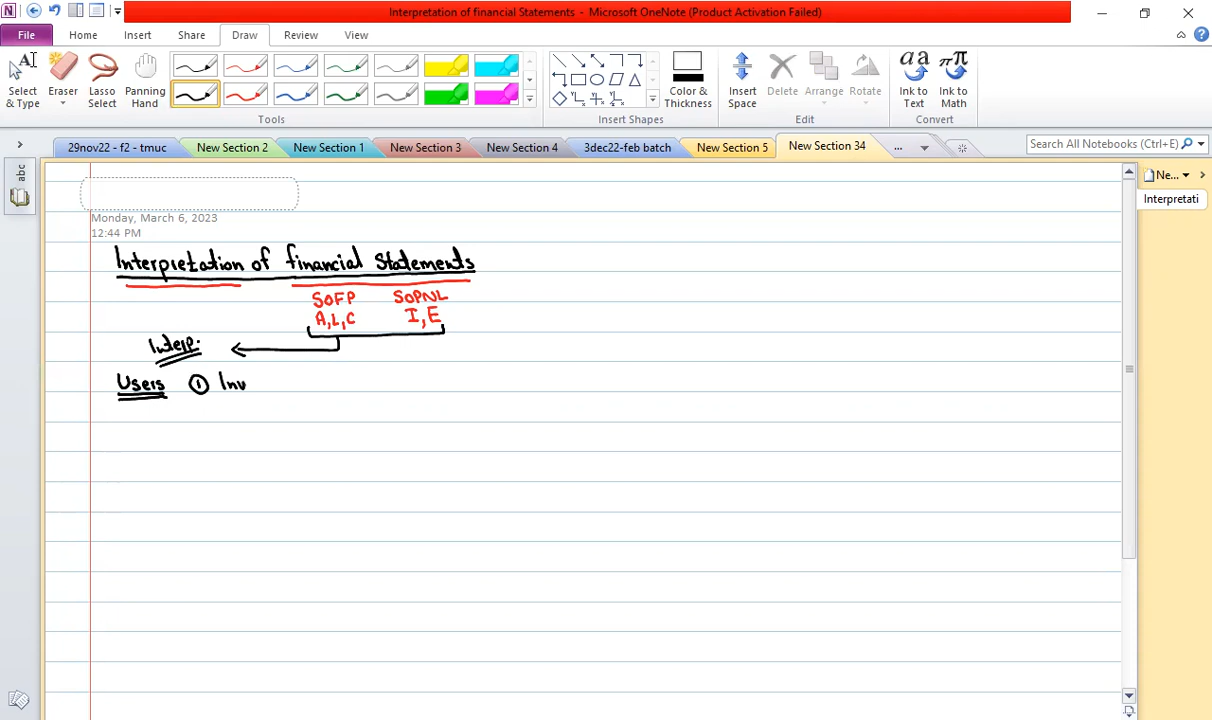 Interpretation of financial Statements - Microsoft OneNote (Product Activation Failed)
File Home Insert Share Draw Review View
Select & Type
Eraser
Lasso Select
Panning Hand
Color & Thickness
Insert Space
Delete
Arrange
Rotate
Ink to Text
Ink to Math
Tools
Insert Shapes
Edit
Convert
29nov22 - f2 - tmuc New Section 2 New Section 1 New Section 3 New Section 4 3dec22-feb batch New Section 5 New Section 34 ... Search All Notebooks (Ctrl+E)
abc
Ne...
Interpretati
Monday, March 6, 2023
12:44 PM
Interpretation of financial Statements
SOFP SOPNL
A,L,C I,E
Interp:
Users ① Inv